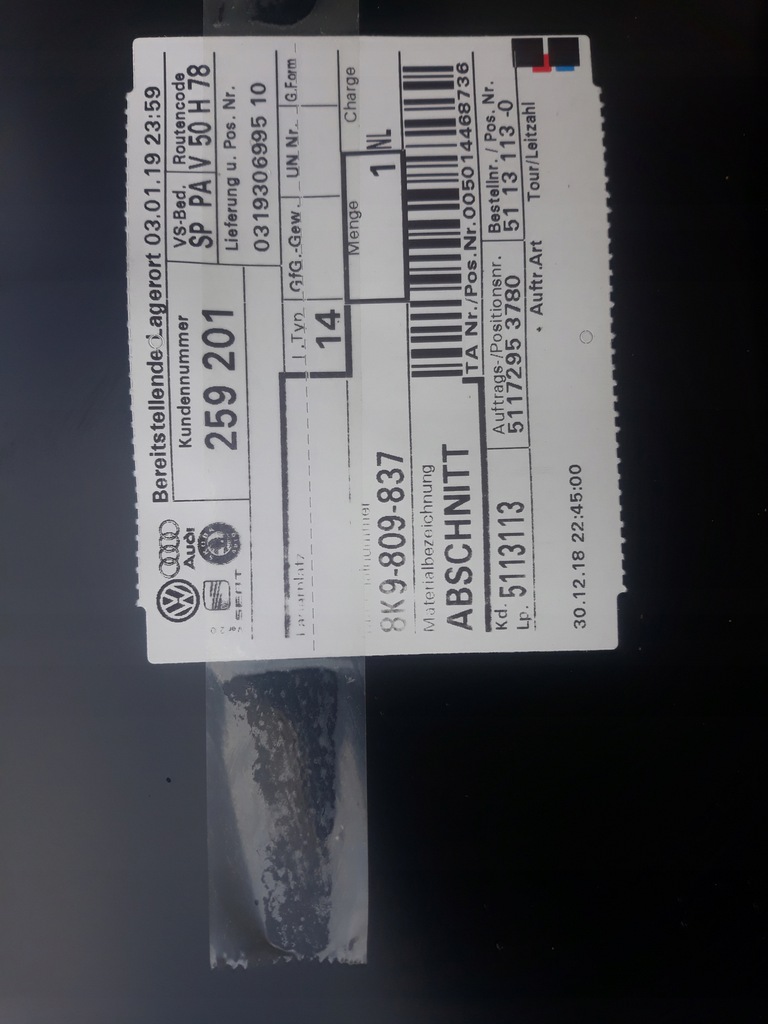 Bereitstellende Lagerort 03.01.19 23:59
Audi
SEAT
Kundennummer
259 201
VS-Bed. Routencode
SP PA V 50 H 78
Lieferung u. Pos. Nr.
0319306995 10
GfG.-Gew. UN Nr. G.Form
14
Menge Charge
1 NL
8K9-809-837
Materialbezeichnung
ABSCHNITT
TA Nr./Pos.Nr.005014468736
Kd. 5113113
Lp.
Auftrags-/Positionsnr.
5117295 3780
Bestellnr./ Pos. Nr.
51 13 113 -0
Auftr.Art Tour/Leitzahl
30.12.18 22:45:00